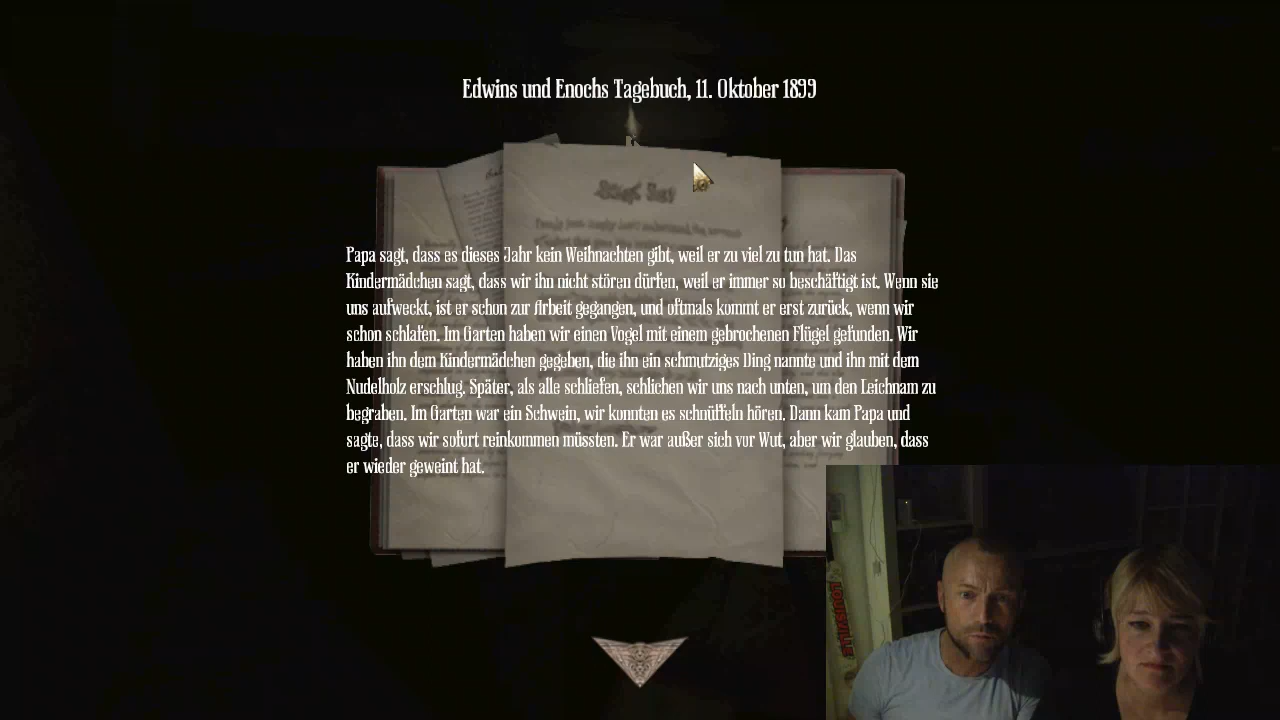 Edwins und Enochs Tagebuch, 11. Oktober 1899
Papa sagt, dass es dieses Jahr kein Weihnachten gibt, weil er zu viel zu tun hat. Das
Kindermädchen sagt, dass wir ihn nicht stören dürfen, weil er immer so beschäftigt ist. Wenn sie
uns aufweckt, ist er schon zur Arbeit gegangen, und oftmals kommt er erst zurück, wenn wir
schon schlafen. Im Garten haben wir einen Vogel mit einem gebrochenen Flügel gefunden. Wir
haben ihn dem Kindermädchen gegeben, die ihn ein schmutziges Ding nannte und ihn mit dem
Nudelholz erschlug. Später, als alle schliefen, schlichen wir uns nach unten, um den Leichnam zu
begraben. Im Garten war ein Schwein, wir konnten es schnüffeln hören. Dann kam Papa und
sagte, dass wir sofort reinkommen müssten. Er war außer sich vor Wut, aber wir glauben, dass
er wieder geweint hat.
LOUISVILLE